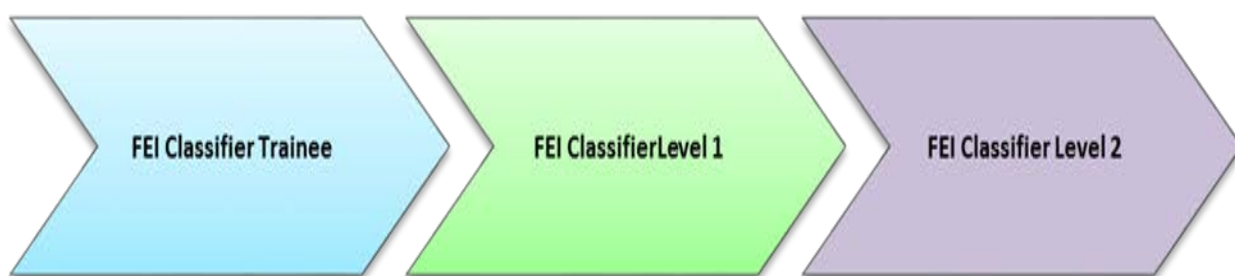 FEI Classifier Trainee
FEI ClassifierLevel 1
FEI Classifier Level 2